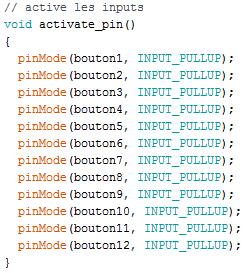 // active les inputs
void activate_pin()
{
  pinMode(bouton1, INPUT_PULLUP);
  pinMode(bouton2, INPUT_PULLUP);
  pinMode(bouton3, INPUT_PULLUP);
  pinMode(bouton4, INPUT_PULLUP);
  pinMode(bouton5, INPUT_PULLUP);
  pinMode(bouton6, INPUT_PULLUP);
  pinMode(bouton7, INPUT_PULLUP);
  pinMode(bouton8, INPUT_PULLUP);
  pinMode(bouton9, INPUT_PULLUP);
  pinMode(bouton10, INPUT_PULLUP);
  pinMode(bouton11, INPUT_PULLUP);
  pinMode(bouton12, INPUT_PULLUP);
}